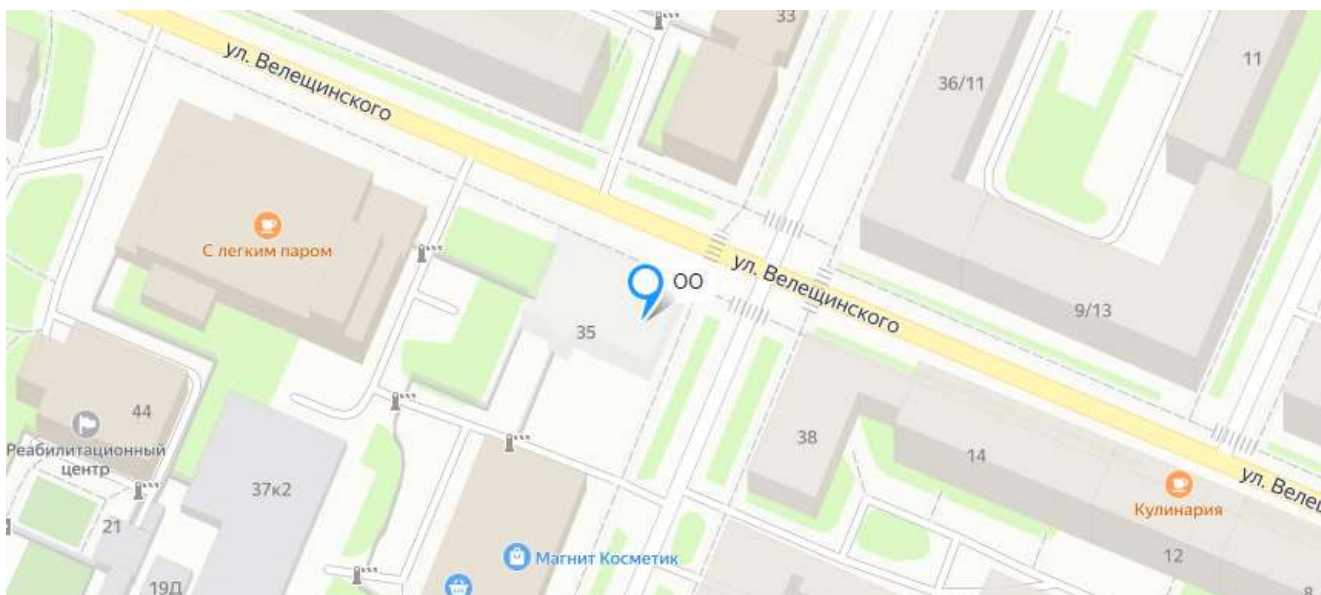 33
ул. Велещинского
11
36/11
С легким паром
ОО
ул. Велещинского
9/13
35
44
Реабилитационный
центр
38
14
37к2
ул. Велещ
Кулинария
21
Магнит Косметик
12
19Д
8